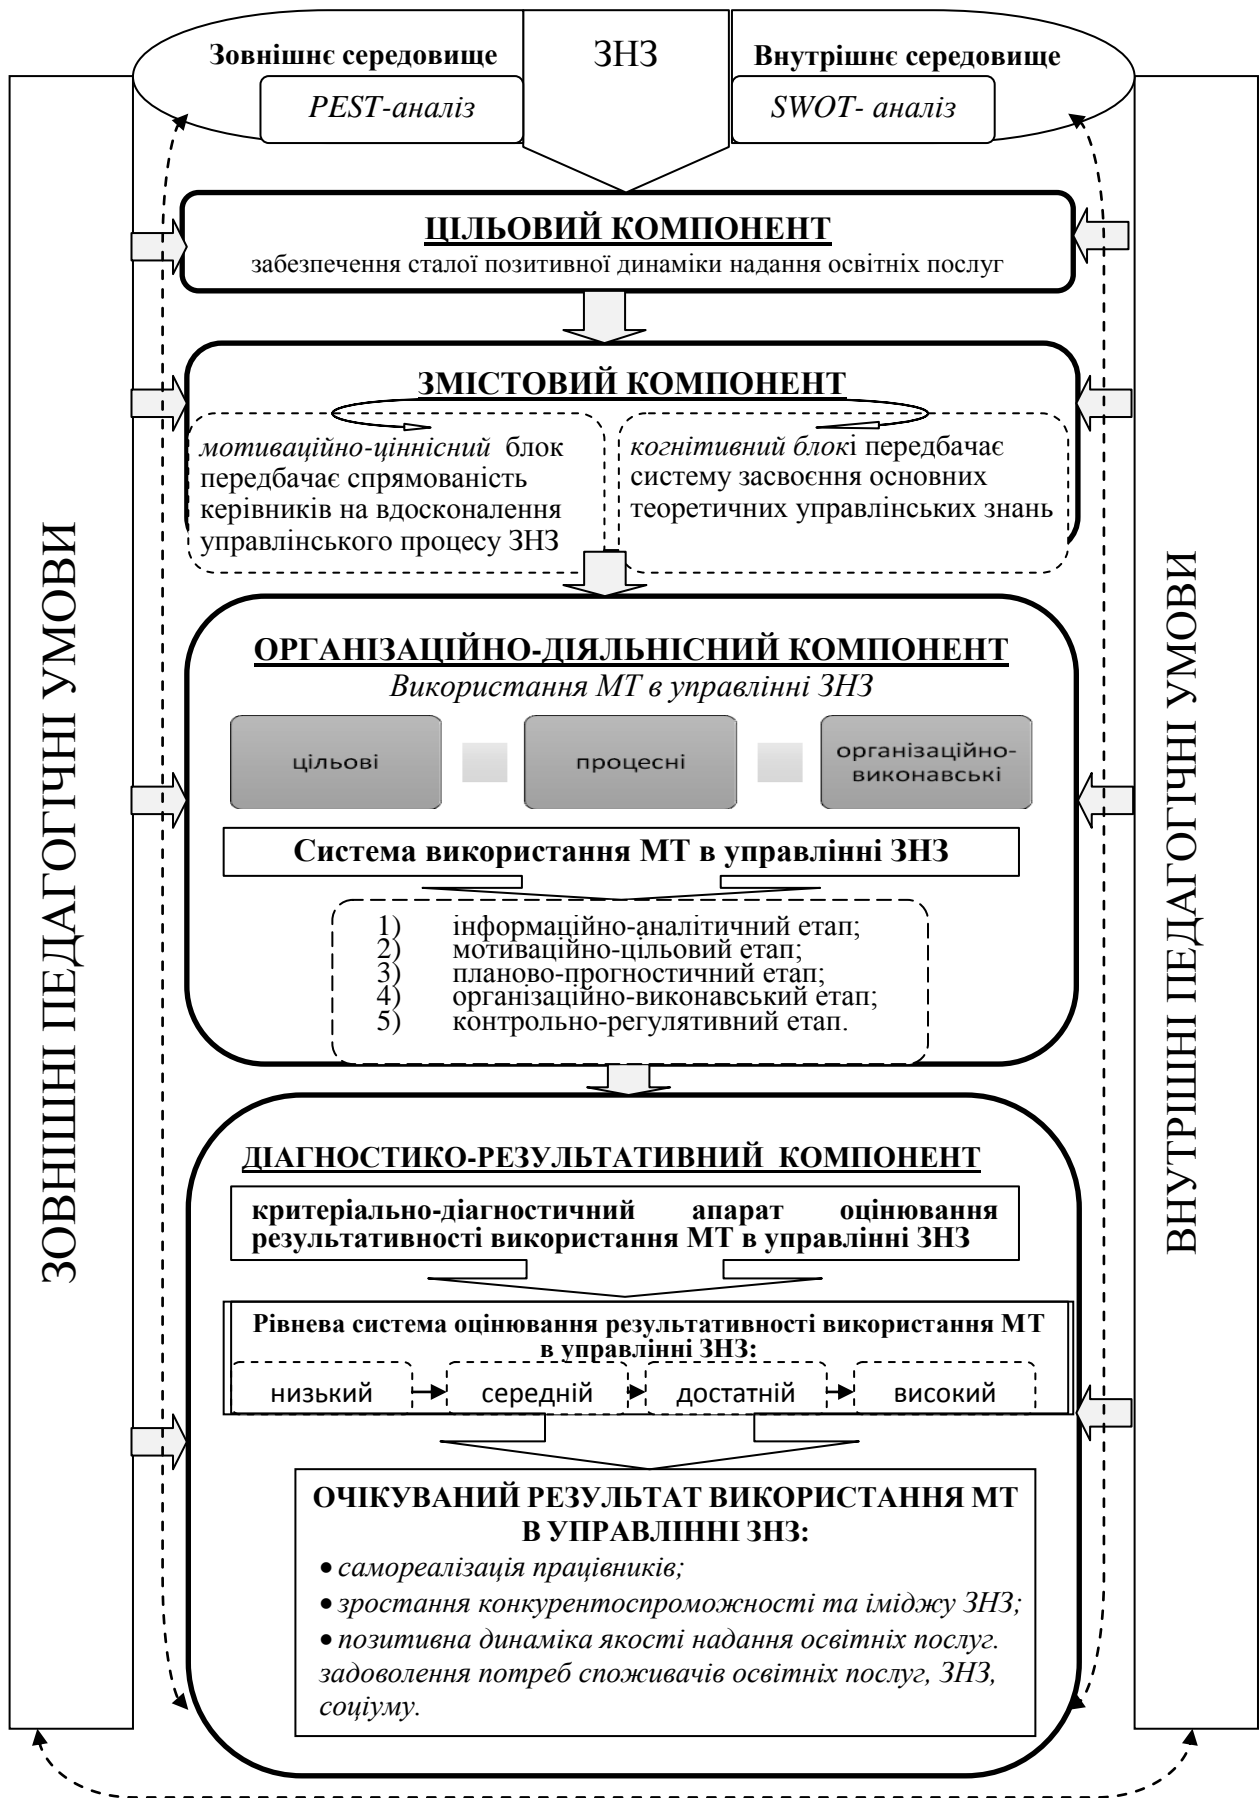 Зовнішнє середовище
PEST-аналіз
ЗНЗ
Внутрішнє середовище
SWOT- аналіз
ЗОВНІШНІ ПЕДАГОГІЧНІ УМОВИ
ЦІЛЬОВИЙ КОМПОНЕНТ
забезпечення сталої позитивної динаміки надання освітніх послуг
ЗМІСТОВИЙ КОМПОНЕНТ
мотиваційно-ціннісний блок
передбачає спрямованість
керівників на вдосконалення
управлінського процесу ЗНЗ
когнітивний блокі передбачає
систему засвоєння основних
теоретичних управлінських знань
ОРГАНІЗАЦІЙНО-ДІЯЛЬНІСНИЙ КОМПОНЕНТ
Використання МТ в управлінні ЗНЗ
цільові
процесні
організаційно-
виконавські
Система використання МТ в управлінні ЗНЗ
1) інформаційно-аналітичний етап;
2) мотиваційно-цільовий етап;
3) планово-прогностичний етап;
4) організаційно-виконавський етап;
5) контрольно-регулятивний етап.
ДІАГНОСТИКО-РЕЗУЛЬТАТИВНИЙ КОМПОНЕНТ
критеріально-діагностичний апарат оцінювання
результативності використання МТ в управлінні ЗНЗ
Рівнева система оцінювання результативності використання МТ
в управлінні ЗНЗ:
низький
середній
достатній
високий
ОЧІКУВАНИЙ РЕЗУЛЬТАТ ВИКОРИСТАННЯ МТ
В УПРАВЛІННІ ЗНЗ:
• самореалізація працівників;
• зростання конкурентоспроможності та іміджу ЗНЗ;
• позитивна динаміка якості надання освітніх послуг.
задоволення потреб споживачів освітніх послуг, ЗНЗ,
соціуму.
ВНУТРІШНІ ПЕДАГОГІЧНІ УМОВИ